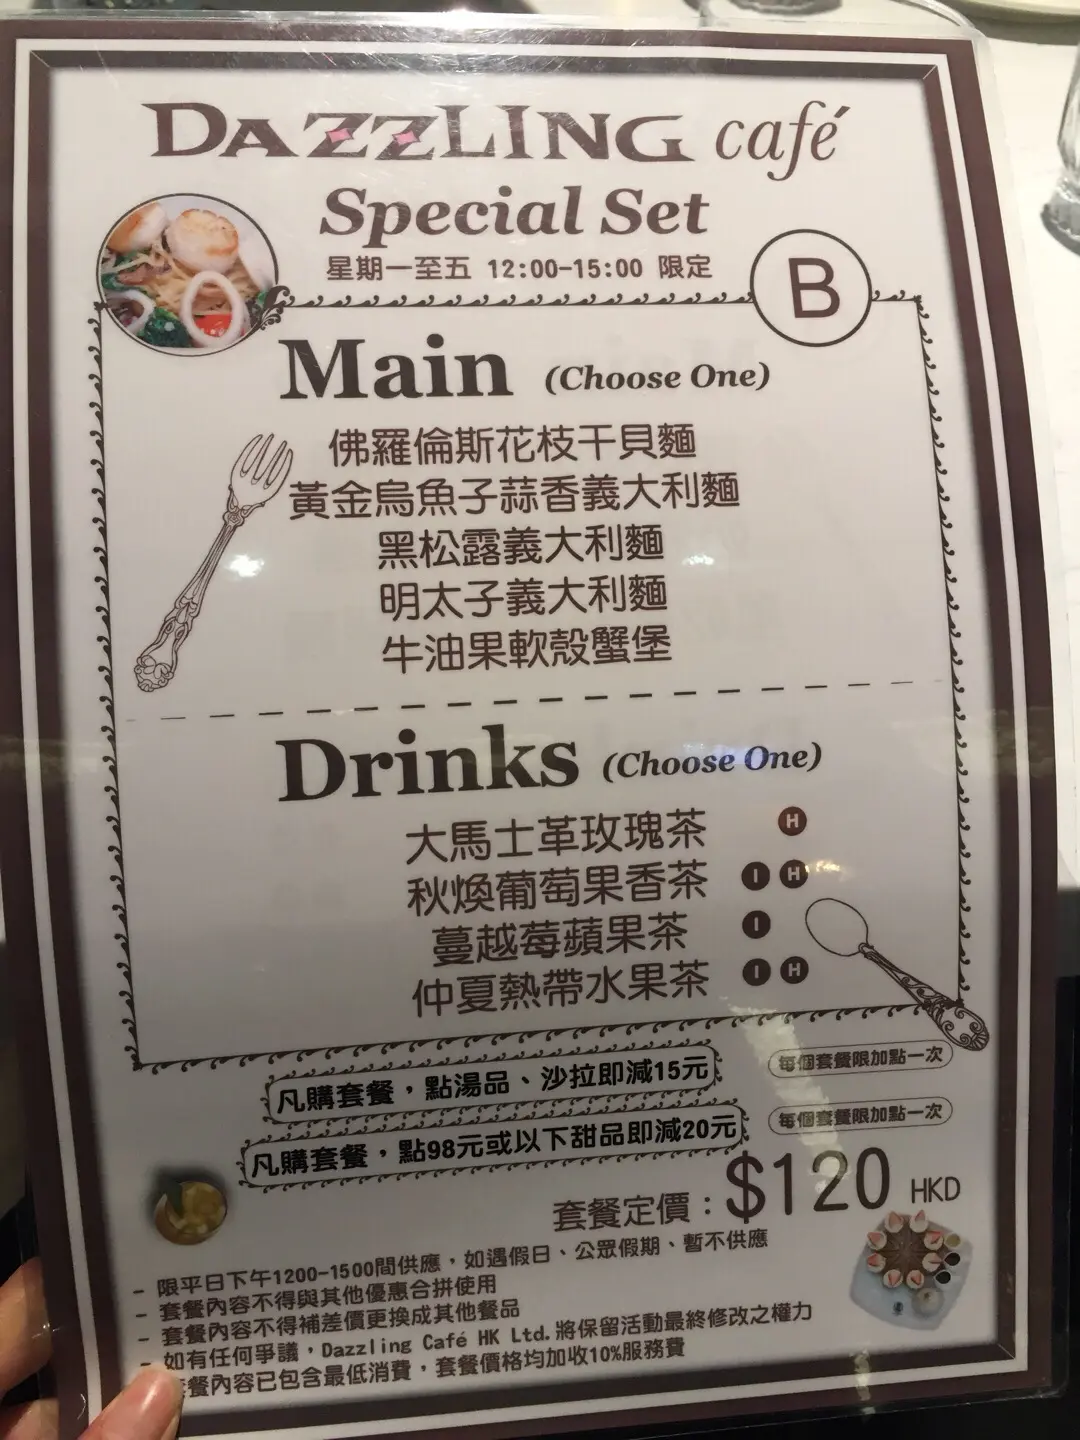 DAZZLING café
Special Set
星期一至五 12:00-15:00 限定
B
Main (Choose One)
佛羅倫斯花枝干貝麵
黃金烏魚子蒜香義大利麵
黑松露義大利麵
明太子義大利麵
牛油果軟殼蟹堡
Drinks (Choose One)
大馬士革玫瑰茶 H
秋煥葡萄果香茶 I H
蔓越莓蘋果茶 I
仲夏熱帶水果茶 I H
凡購套餐，點湯品、沙拉即減15元 每個套餐限加點一次
凡購套餐，點98元或以下甜品即減20元 每個套餐限加點一次
套餐定價：$120 HKD
- 限平日下午1200-1500間供應，如遇假日、公眾假期、暫不供應
- 套餐內容不得與其他優惠合拼使用
- 套餐內容不得補差價更換成其他餐品
- 如有任何爭議，Dazzling Café HK Ltd.將保留活動最終修改之權力
套餐內容已包含最低消費，套餐價格均加收10%服務費